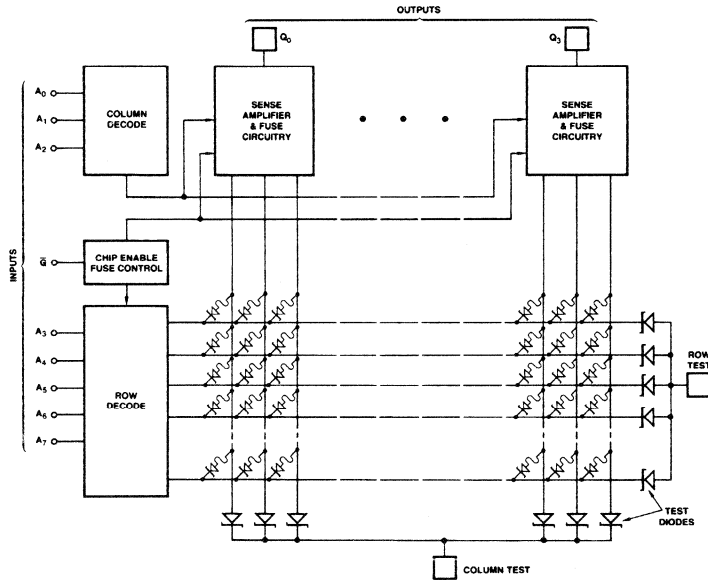 OUTPUTS
Q₀
Q₃
A₀
A₁
A₂
COLUMN
DECODE
SENSE
AMPLIFIER
& FUSE
CIRCUITRY
SENSE
AMPLIFIER
& FUSE
CIRCUITRY
INPUTS
G̅
CHIP ENABLE
FUSE CONTROL
A₃
A₄
A₅
A₆
A₇
ROW
DECODE
ROW
TEST
TEST
DIODES
COLUMN TEST